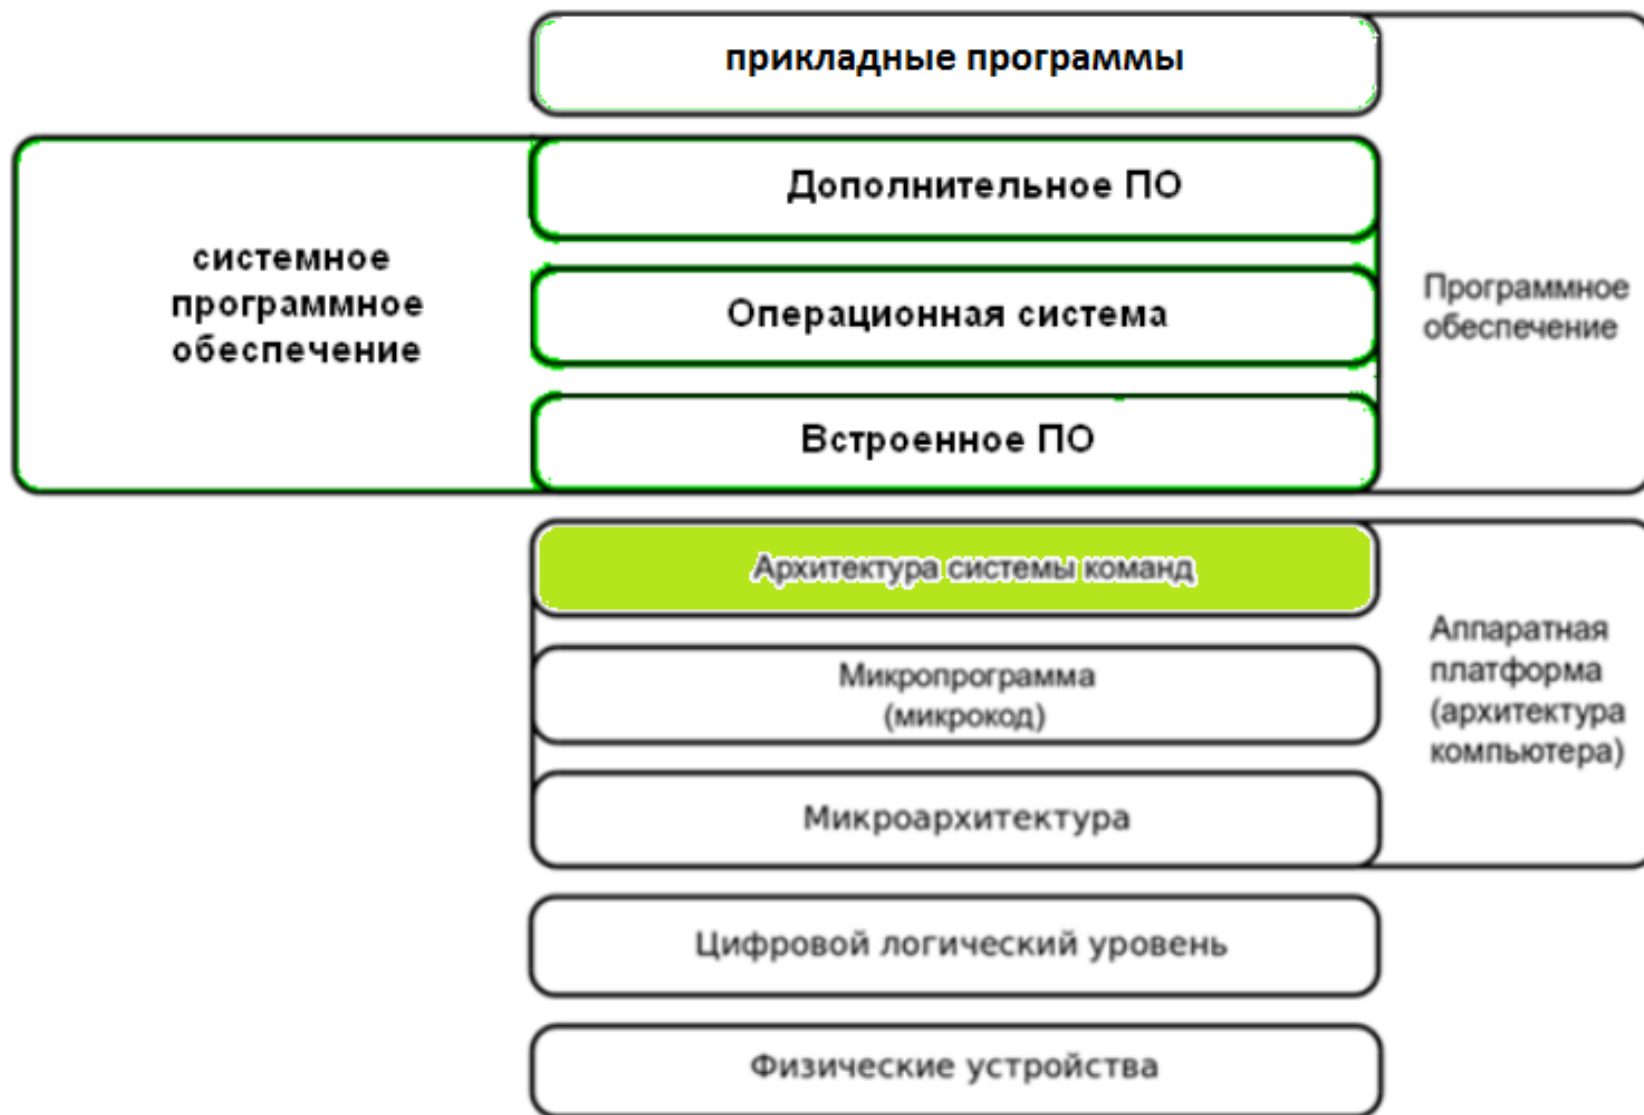 прикладные программы
Дополнительное ПО
системное
программное
обеспечение
Операционная система
Встроенное ПО
Программное
обеспечение
Архитектура системы команд
Микропрограмма
(микрокод)
Микроархитектура
Аппаратная
платформа
(архитектура
компьютера)
Цифровой логический уровень
Физические устройства